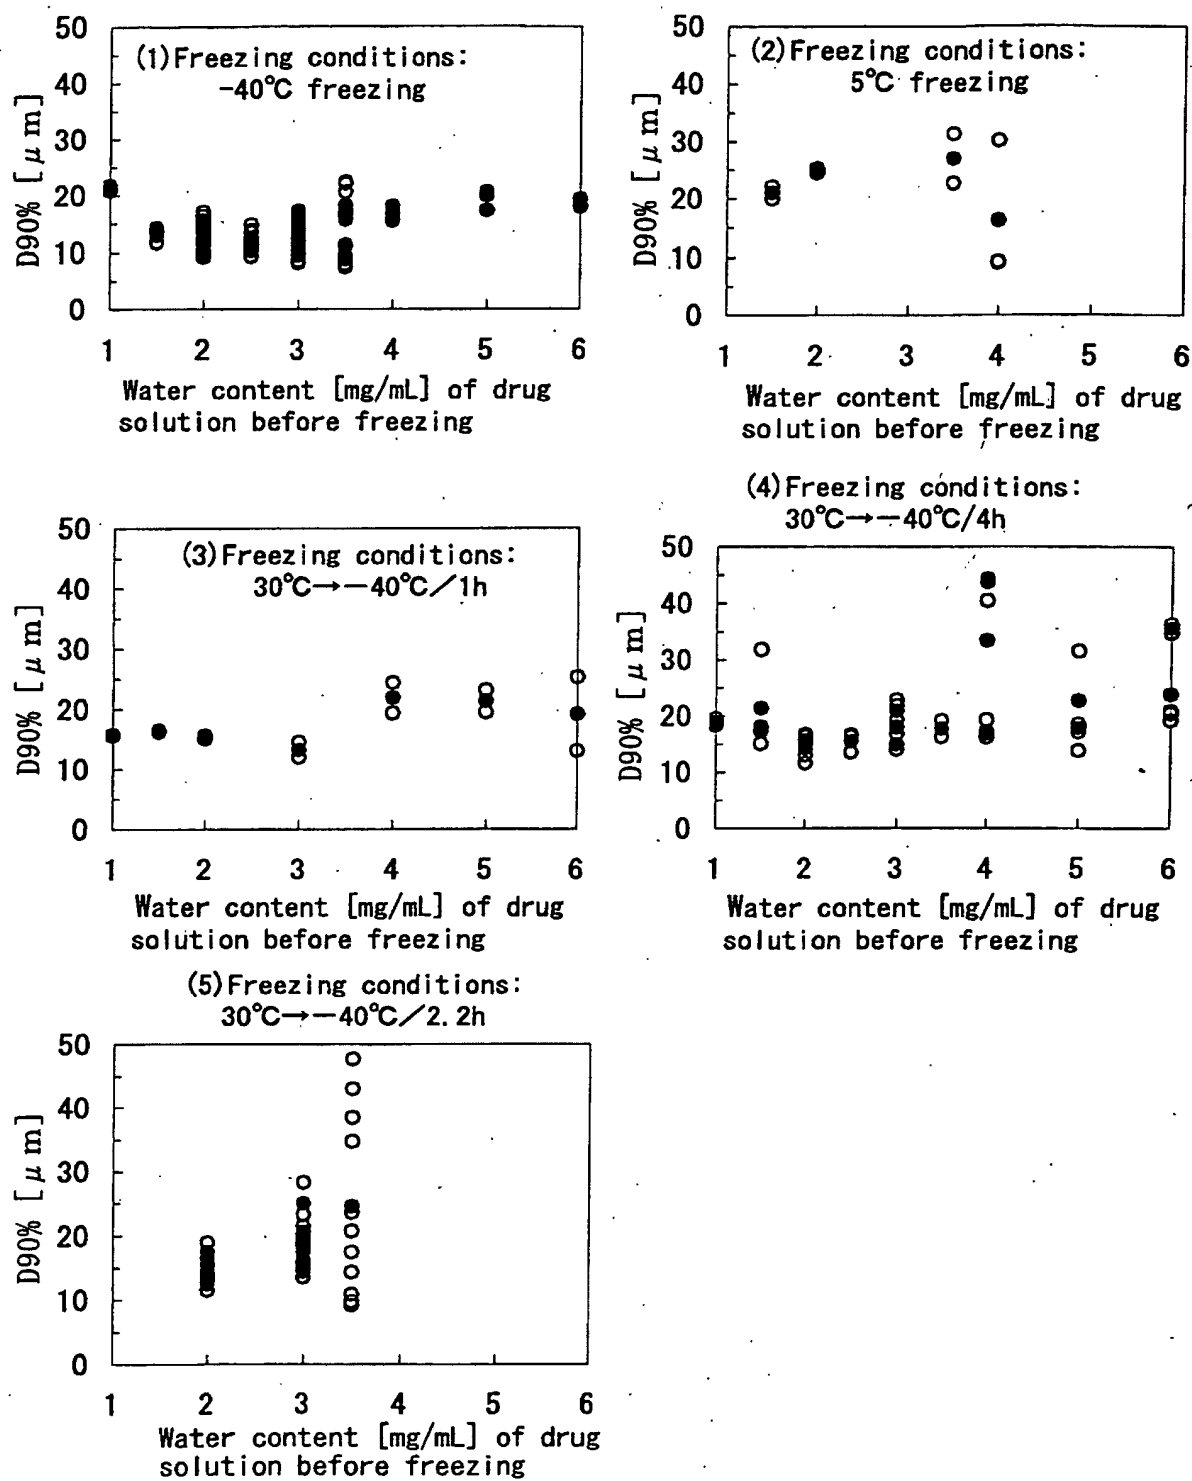 (1)Freezing conditions:
-40℃ freezing
D90% [μm]
50
40
30
20
10
0
1 2 3 4 5 6
Water content [mg/mL] of drug
solution before freezing
(2)Freezing conditions:
5℃ freezing
D90% [μm]
50
40
30
20
10
0
1 2 3 4 5 6
Water content [mg/mL] of drug
solution before freezing
(3)Freezing conditions:
30℃→-40℃/1h
D90% [μm]
50
40
30
20
10
0
1 2 3 4 5 6
Water content [mg/mL] of drug
solution before freezing
(4)Freezing conditions:
30℃→-40℃/4h
D90% [μm]
50
40
30
20
10
0
1 2 3 4 5 6
Water content [mg/mL] of drug
solution before freezing
(5)Freezing conditions:
30℃→-40℃/2.2h
D90% [μm]
50
40
30
20
10
0
1 2 3 4 5 6
Water content [mg/mL] of drug
solution before freezing